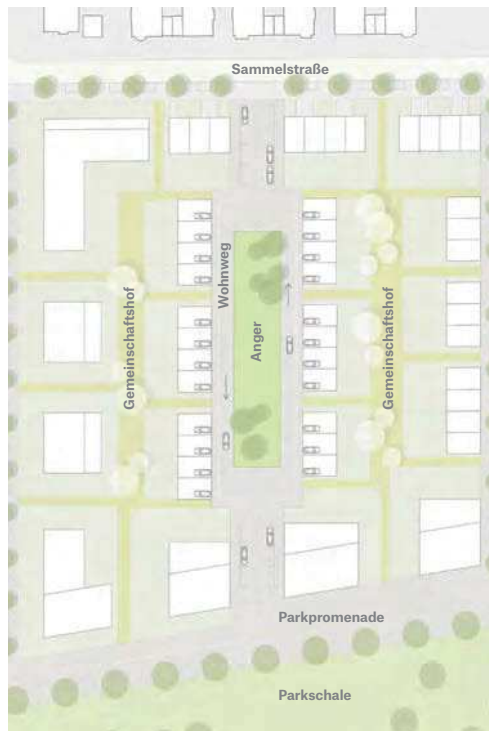 Sammelstraße
Wohnweg
Gemeinschaftshof
Anger
Gemeinschaftshof
Parkpromenade
Parkschale